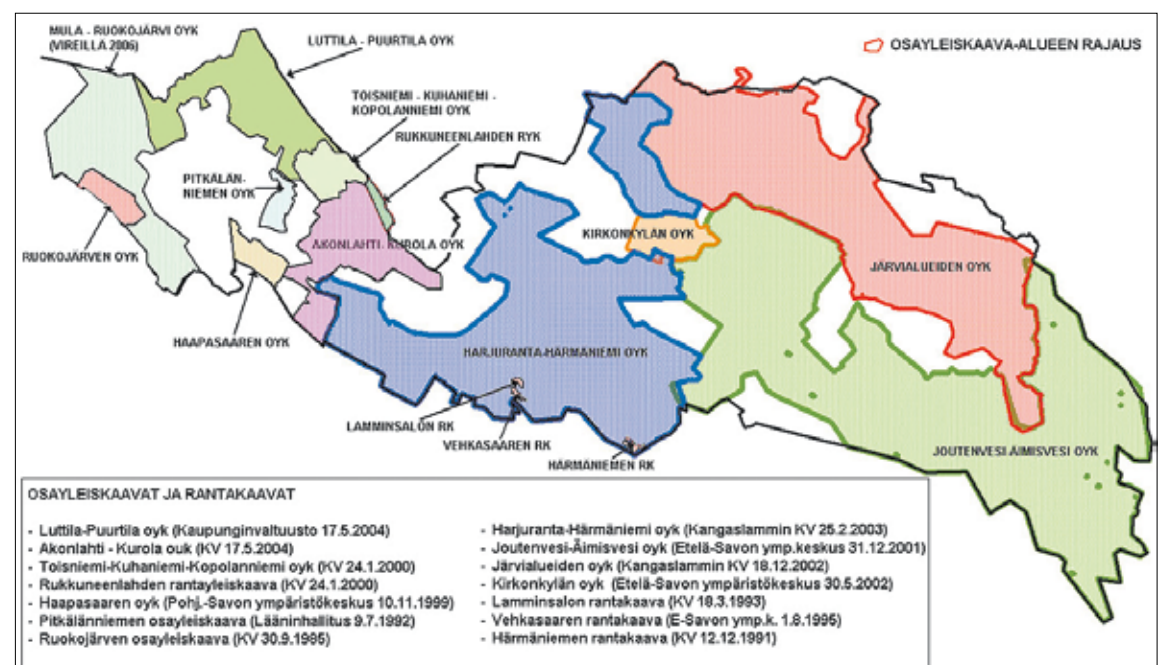 MULA - RUOKOJÄRVI OYK
(VIREILLÄ 2006)
LUTTILA - PUURTILA OYK
OSAYLEISKAAVA-ALUEEN RAJAUS
TOISNIEMI - KUHANIEMI -
KOPOLANNIEMI OYK
RUKKUNEENLAHDEN RYK
PITKÄLÄN-
NIEMEN OYK
KIRKONKYLÄN OYK
AKONLAHTI - KUROLA OYK
RUOKOJÄRVEN OYK
JÄRVIALUEIDEN OYK
HAAPASAAREN OYK
HARJURANTA-HÄRMÄNIEMI OYK
LAMMINSALON RK
VEHKASAAREN RK
HÄRMÄNIEMEN RK
JOUTENVESI ÄIMISVESI OYK
OSAYLEISKAAVAT JA RANTAKAAVAT
- Luttila-Puurtila oyk (Kaupunginvaltuusto 17.5.2004)
- Akonlahti - Kurola ouk (KV 17.5.2004)
- Toisniemi-Kuhaniemi-Kopolanniemi oyk (KV 24.1.2000)
- Rukkuneenlahden rantayleiskaava (KV 24.1.2000)
- Haapasaaren oyk (Pohj.-Savon ympäristökeskus 10.11.1999)
- Pitkälänniemen osayleiskaava (Lääninhallitus 9.7.1992)
- Ruokojärven osayleiskaava (KV 30.9.1985)
- Harjuranta-Härmäniemi oyk (Kangaslammin KV 25.2.2003)
- Joutenvesi-Äimisvesi oyk (Etelä-Savon ymp.keskus 31.12.2001)
- Järvialueiden oyk (Kangaslammin KV 18.12.2002)
- Kirkonkylän oyk (Etelä-Savon ympäristökeskus 30.5.2002)
- Lamminsalon rantakaava (KV 18.3.1993)
- Vehkasaaren rantakaava (E-Savon ymp.k. 1.8.1995)
- Härmäniemen rantakaava (KV 12.12.1991)